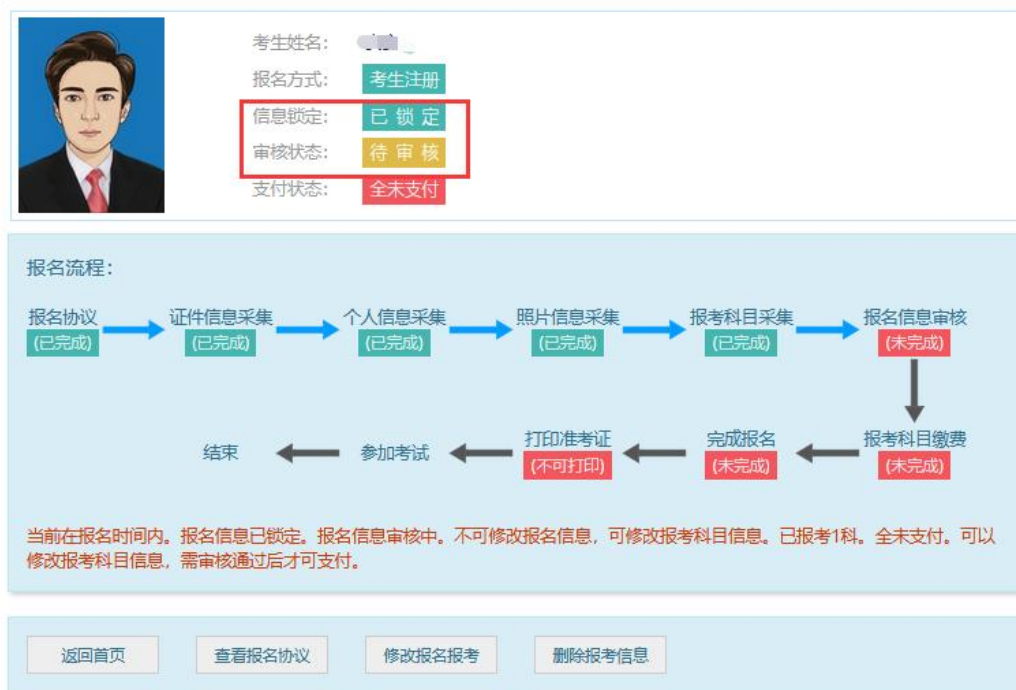 考生姓名：
报名方式： 考生注册
信息锁定： 已锁定
审核状态： 待审核
支付状态： 全未支付
报名流程：
报名协议 证件信息采集 个人信息采集 照片信息采集 报考科目采集 报名信息审核
(已完成) (已完成) (已完成) (已完成) (已完成) (未完成)
结束 参加考试 打印准考证 完成报名 报考科目缴费
(不可打印) (未完成) (未完成)
当前在报名时间内。报名信息已锁定。报名信息审核中。不可修改报名信息，可修改报考科目信息。已报考1科。全未支付。可以
修改报考科目信息，需审核通过后才可支付。
返回首页 查看报名协议 修改报名报考 删除报考信息